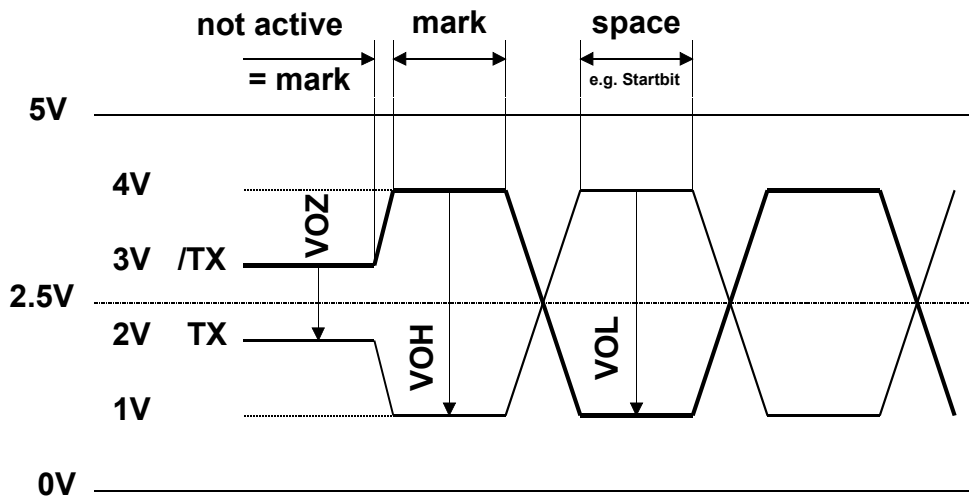 not active
mark
space
= mark
e.g. Startbit
5V
4V
VOZ
3V /TX
2.5V
2V TX
VOH
VOL
1V
0V